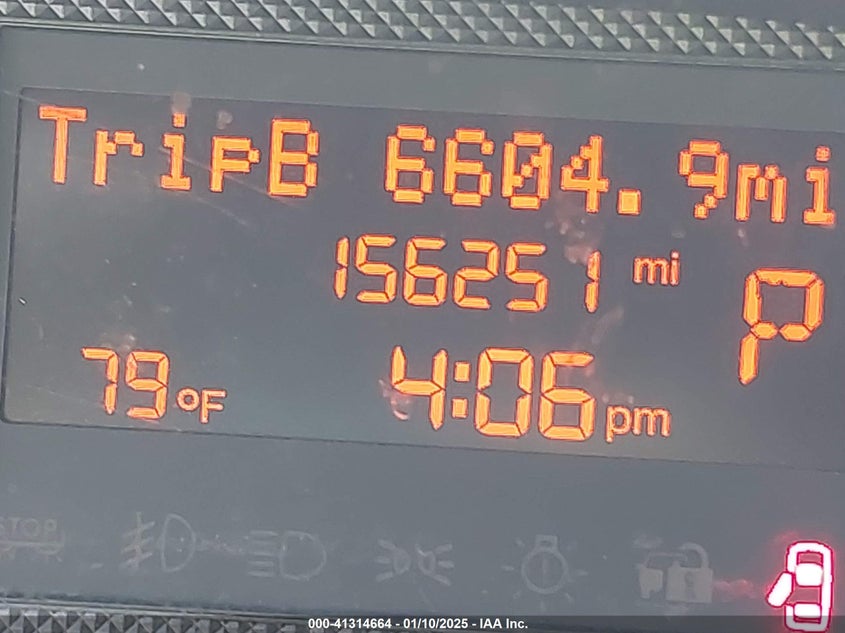 TripB 6604.9mi
156251 mi
P
79°F 4:06 pm
STOP
000-41314664 - 01/10/2025 - IAA Inc.